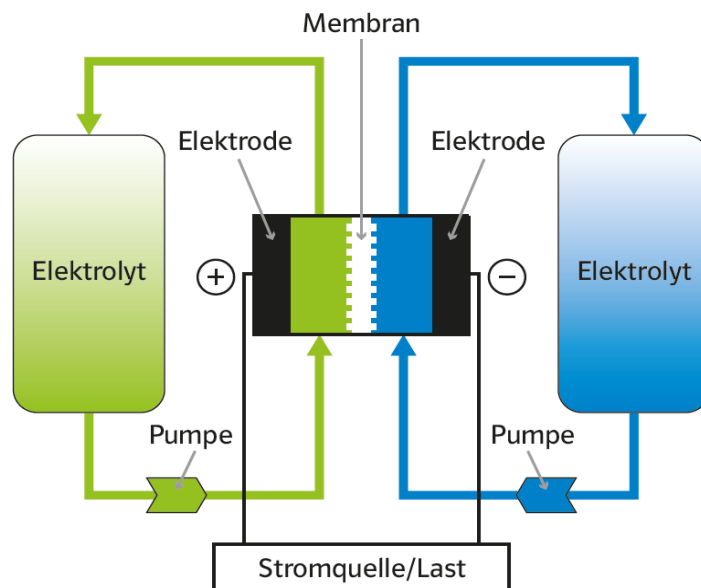 Membran
Elektrode
Elektrode
Elektrolyt
+
−
Elektrolyt
Pumpe
Pumpe
Stromquelle/Last